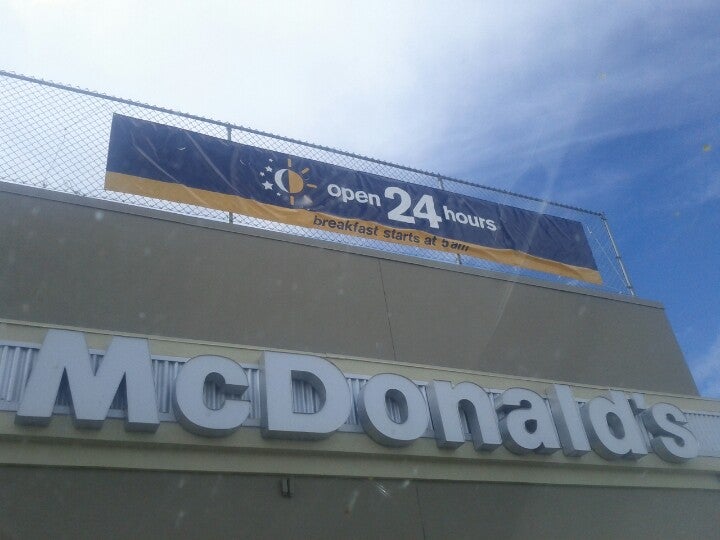 open 24 hours
breakfast starts at 5am
McDonald's